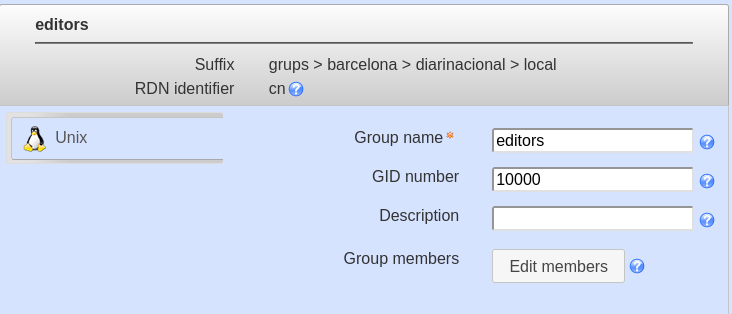 editors
Suffix grups > barcelona > diarinacional > local
RDN identifier cn
Unix
Group name * editors
GID number 10000
Description
Group members Edit members